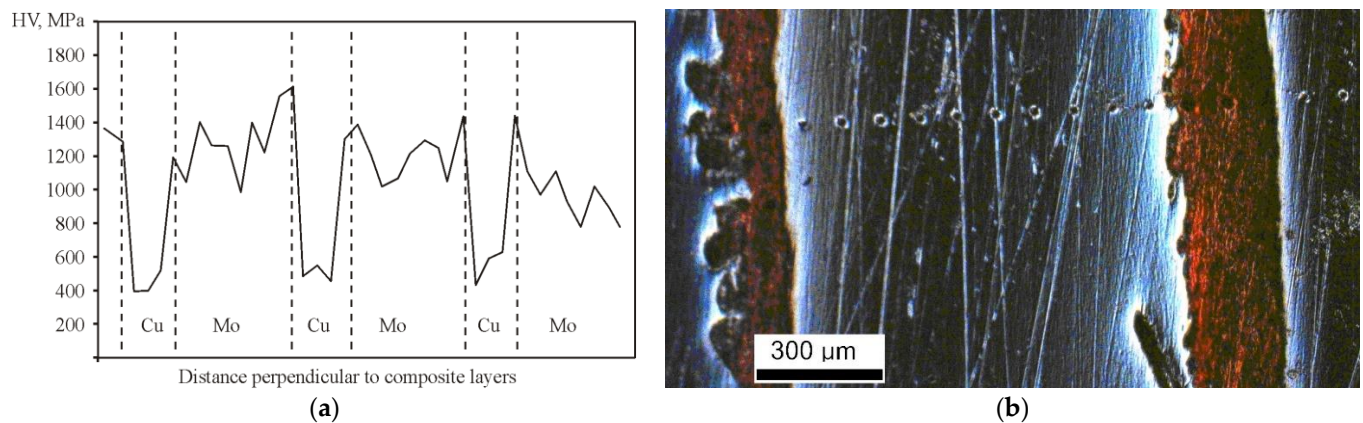 HV, MPa
1800
1600
1400
1200
1000
800
600
400
200
Cu
Mo
Cu
Mo
Cu
Mo
Distance perpendicular to composite layers
(a)
300 µm
(b)